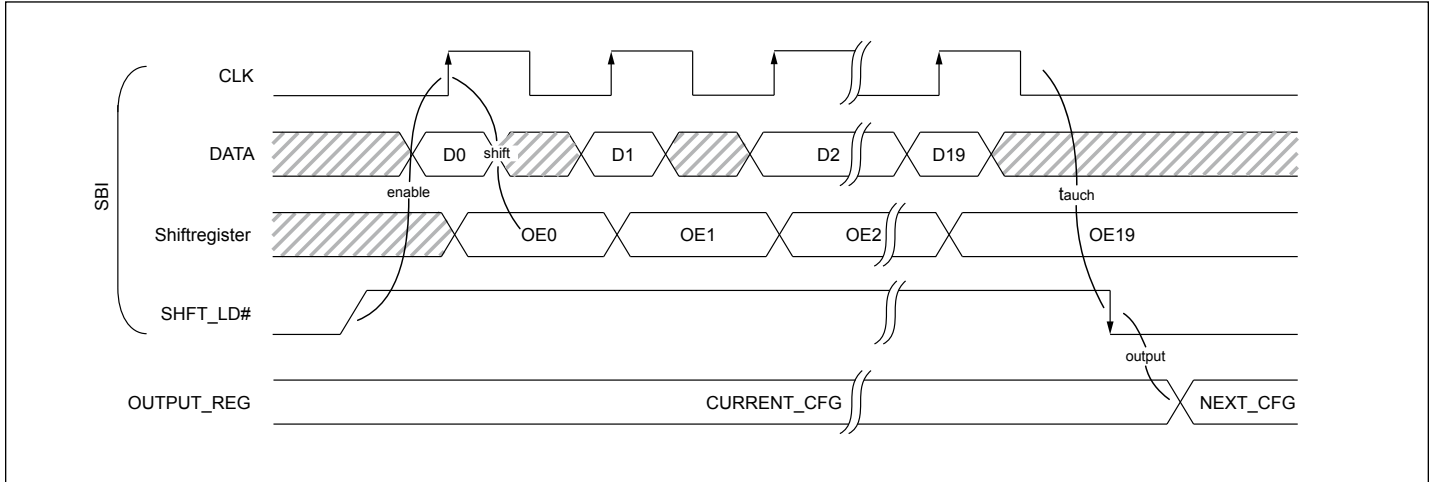 SBI
CLK
DATA D0 shift D1 D2 D19
enable
tauch
Shiftregister OE0 OE1 OE2 OE19
SHFT_LD#
output
OUTPUT_REG CURRENT_CFG NEXT_CFG